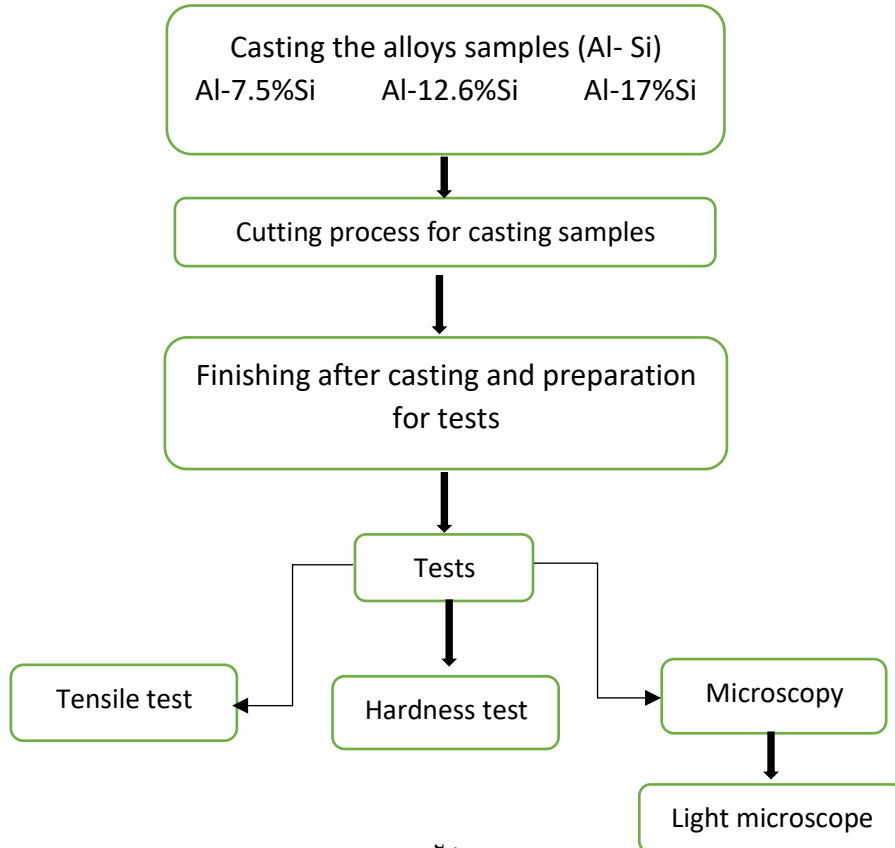 Casting the alloys samples (Al- Si)
Al-7.5%Si Al-12.6%Si Al-17%Si
Cutting process for casting samples
Finishing after casting and preparation
for tests
Tests
Tensile test
Hardness test
Microscopy
Light microscope